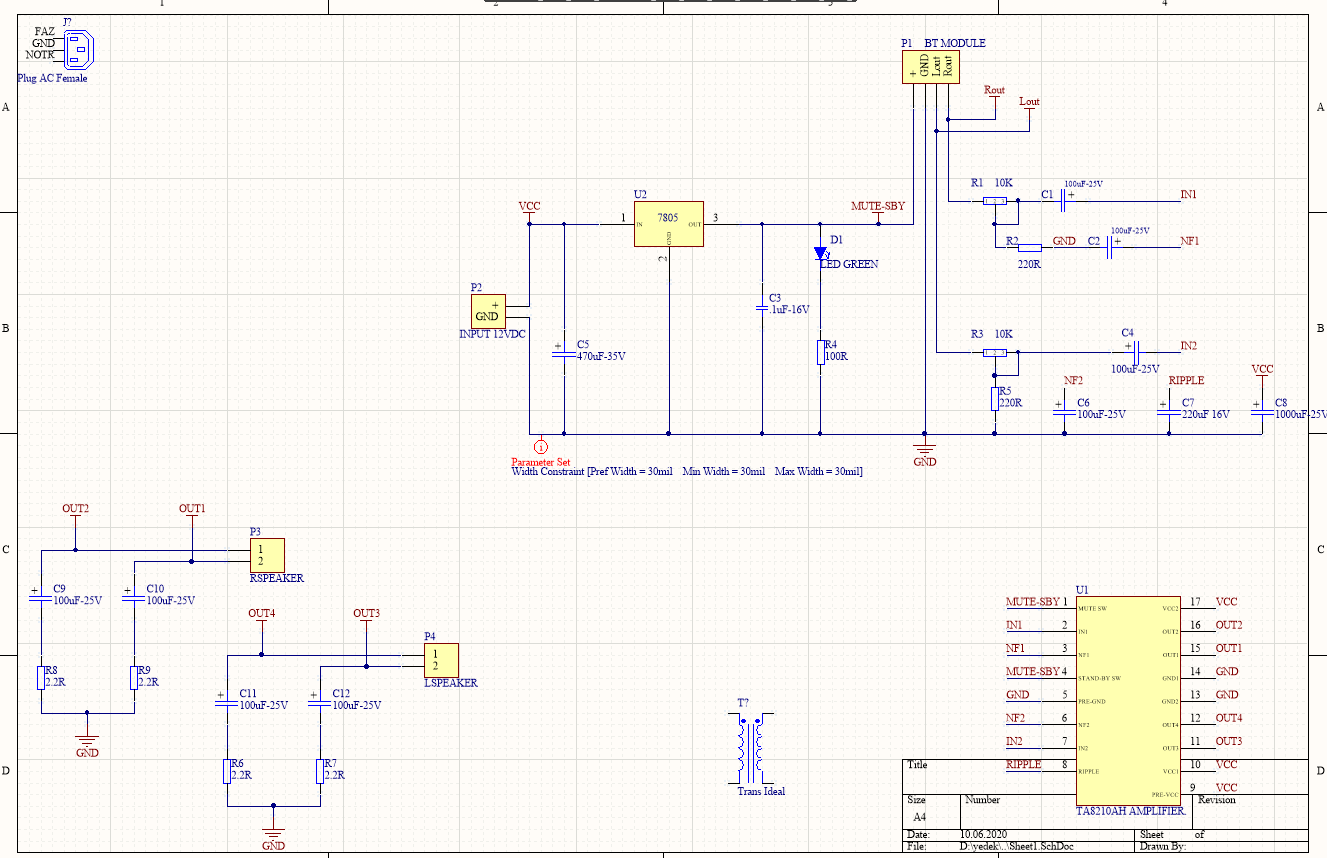 1 2 3 4
J?
FAZ
GND
NOTR
Plug AC Female
A
A
P1 BT MODULE
+ GND Lout Rout
Rout
Lout
R1 10K
1 2 3
C1
100uF-25V
+
IN1
R2
220R
GND
C2
100uF-25V
+
NF1
VCC
U2
1 IN 7805 OUT 3
GND
2
MUTE-SBY
D1
LED GREEN
P2
+
GND
INPUT 12VDC
B
B
C3
.1uF-16V
+
C5
470uF-35V
R4
100R
R3 10K
1 2 3
C4
+
100uF-25V
IN2
R5
220R
NF2
+
C6
100uF-25V
RIPPLE
+
C7
220uF 16V
VCC
+
C8
1000uF-25V
GND
1
Parameter Set
Width Constraint [Pref Width = 30mil Min Width = 30mil Max Width = 30mil]
OUT2
OUT1
P3
1
2
RSPEAKER
C
C
+
C9
100uF-25V
+
C10
100uF-25V
R8
2.2R
R9
2.2R
GND
OUT4
OUT3
P4
1
2
LSPEAKER
+
C11
100uF-25V
+
C12
100uF-25V
R6
2.2R
R7
2.2R
GND
D
D
T?
Trans Ideal
U1
MUTE-SBY 1 MUTE SW VCC2 17 VCC
IN1 2 IN1 OUT2 16 OUT2
NF1 3 NF1 OUT1 15 OUT1
MUTE-SBY 4 STAND-BY SW GND1 14 GND
GND 5 PRE-GND GND2 13 GND
NF2 6 NF2 OUT4 12 OUT4
IN2 7 IN2 OUT3 11 OUT3
RIPPLE 8 RIPPLE VCC1 10 VCC
PRE-VCC 9 VCC
TA8210AH AMPLIFIER.
Title
Size Number Revision
A4
Date: 10.06.2020 Sheet of
File: D:\yedek\..\Sheet1.SchDoc Drawn By: